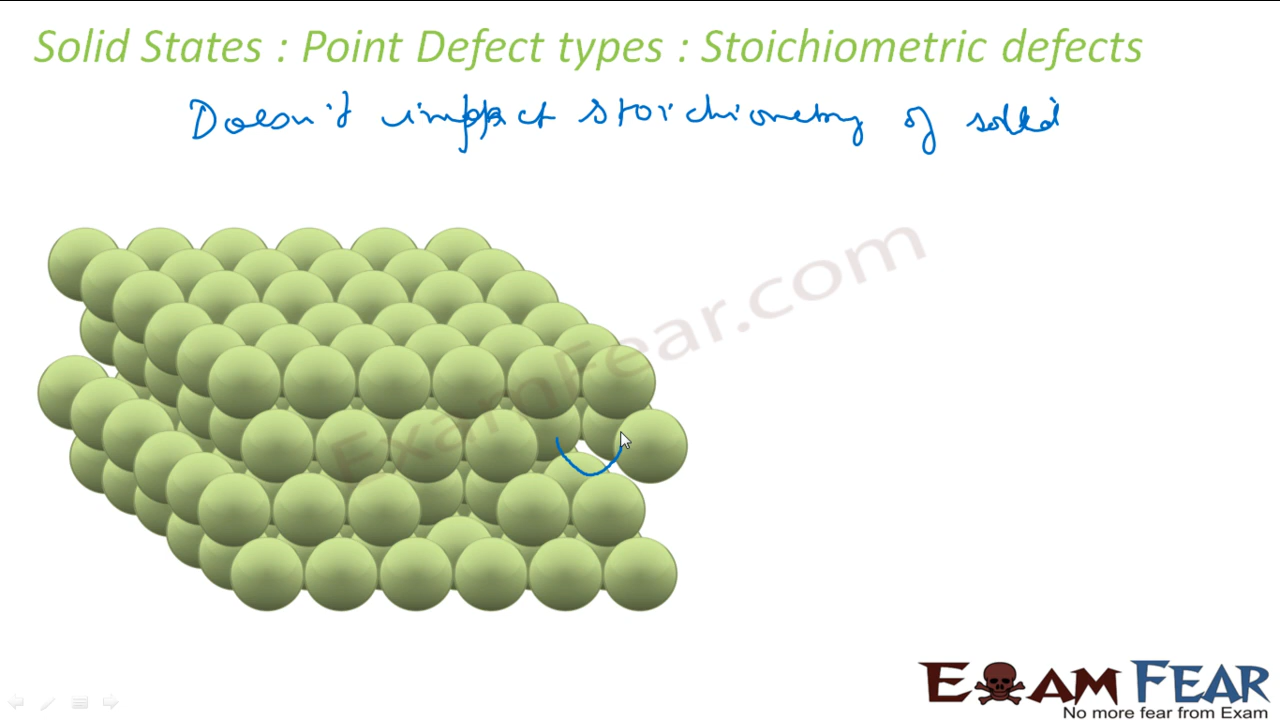 Solid States : Point Defect types : Stoichiometric defects
Doesn't impact stoichiometry of solid
ExamFear.com
EXAM FEAR
No more fear from Exam